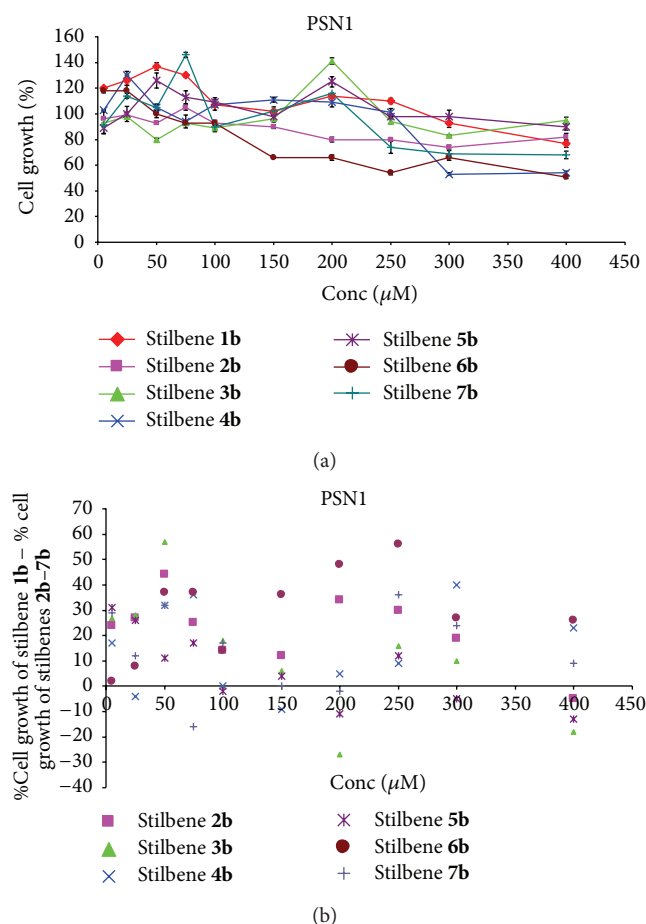 PSN1
160
140
120
100
80
60
40
20
0
Cell growth (%)
0 50 100 150 200 250 300 350 400 450
Conc (μM)
Stilbene 1b
Stilbene 2b
Stilbene 3b
Stilbene 4b
Stilbene 5b
Stilbene 6b
Stilbene 7b
(a)
PSN1
70
60
50
40
30
20
10
0
−10
−20
−30
−40
%Cell growth of stilbene 1b – % cell
growth of stilbenes 2b–7b
0 50 100 150 200 250 300 350 400 450
Conc (μM)
Stilbene 2b
Stilbene 3b
Stilbene 4b
Stilbene 5b
Stilbene 6b
Stilbene 7b
(b)